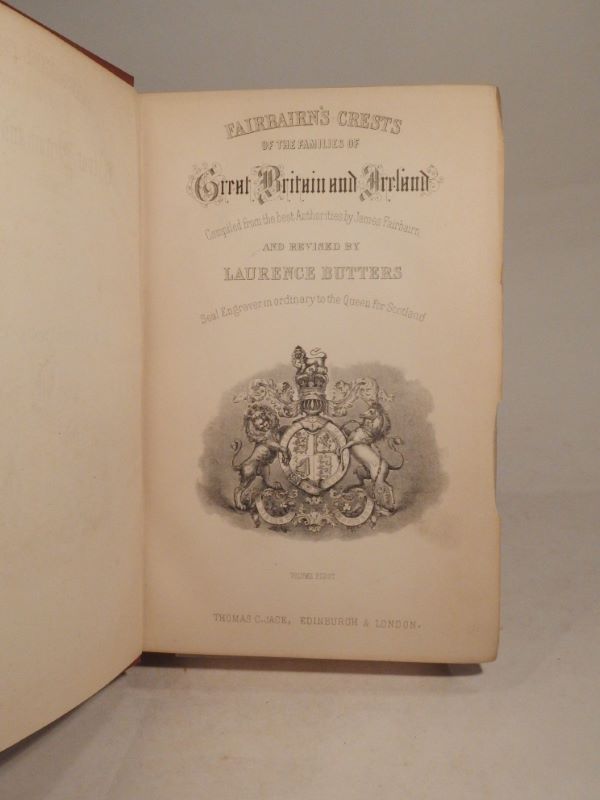 FAIRBAIRN'S CRESTS
OF THE FAMILIES OF
Great Britain and Ireland
Compiled from the best Authorities by James Fairbairn,
AND REVISED BY
LAURENCE BUTTERS
Seal Engraver in ordinary to the Queen for Scotland
VOLUME FIRST
THOMAS C. JACK, EDINBURGH & LONDON.